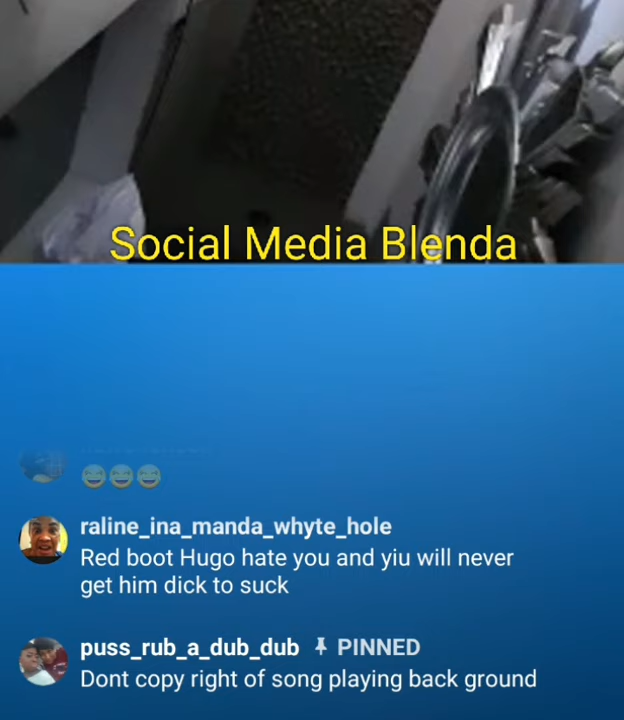 Social Media Blenda
😂😂😂
raline_ina_manda_whyte_hole
Red boot Hugo hate you and yiu will never
get him dick to suck
puss_rub_a_dub_dub 📌 PINNED
Dont copy right of song playing back ground